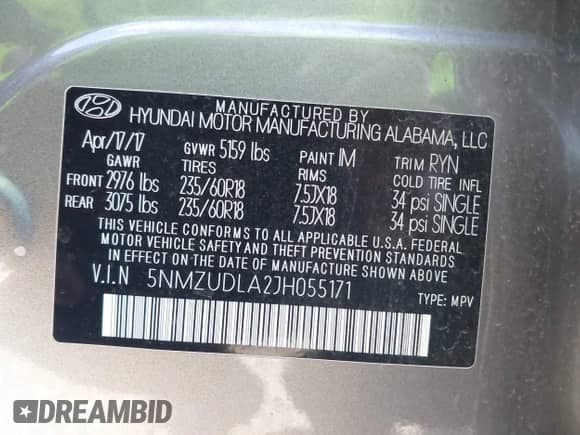 MANUFACTURED BY
HYUNDAI MOTOR MANUFACTURING ALABAMA, LLC
Apr/17/17 GVWR 5159 lbs PAINT IM TRIM RYN
GAWR TIRES RIMS COLD TIRE INFL
FRONT 2976 lbs 235/60R18 7.5JX18 34 psi SINGLE
REAR 3075 lbs 235/60R18 7.5JX18 34 psi SINGLE
THIS VEHICLE CONFORMS TO ALL APPLICABLE U.S.A. FEDERAL
MOTOR VEHICLE SAFETY AND THEFT PREVENTION STANDARDS
IN EFFECT ON THE DATE OF MANUFACTURE SHOWN ABOVE.
V.I.N 5NMZUDLA2JH055171
TYPE: MPV
DREAMBID